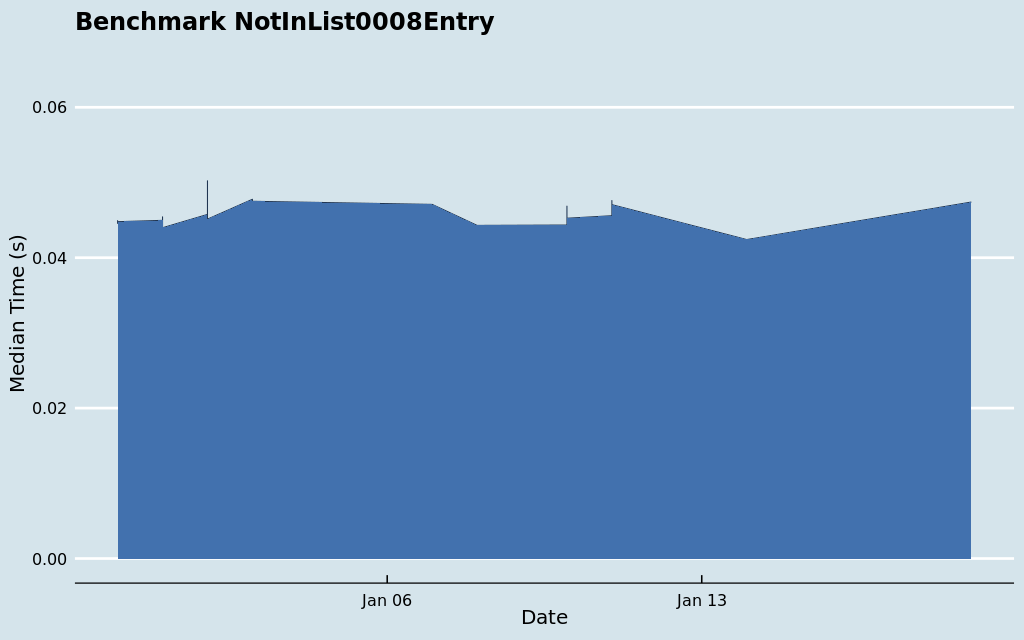 Benchmark NotInList0008Entry
0.06
0.04
0.02
0.00
Median Time (s)
Jan 06
Jan 13
Date